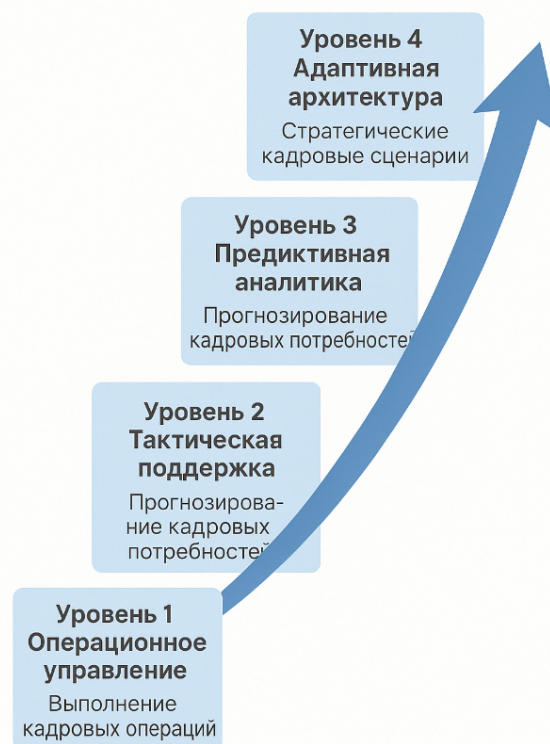 Уровень 4
Адаптивная
архитектура
Стратегические
кадровые сценарии
Уровень 3
Предиктивная
аналитика
Прогнозирование
кадровых потребностей
Уровень 2
Тактическая
поддержка
Прогнозирова-
ние кадровых
потребностей
Уровень 1
Операционное
управление
Выполнение
кадровых операций